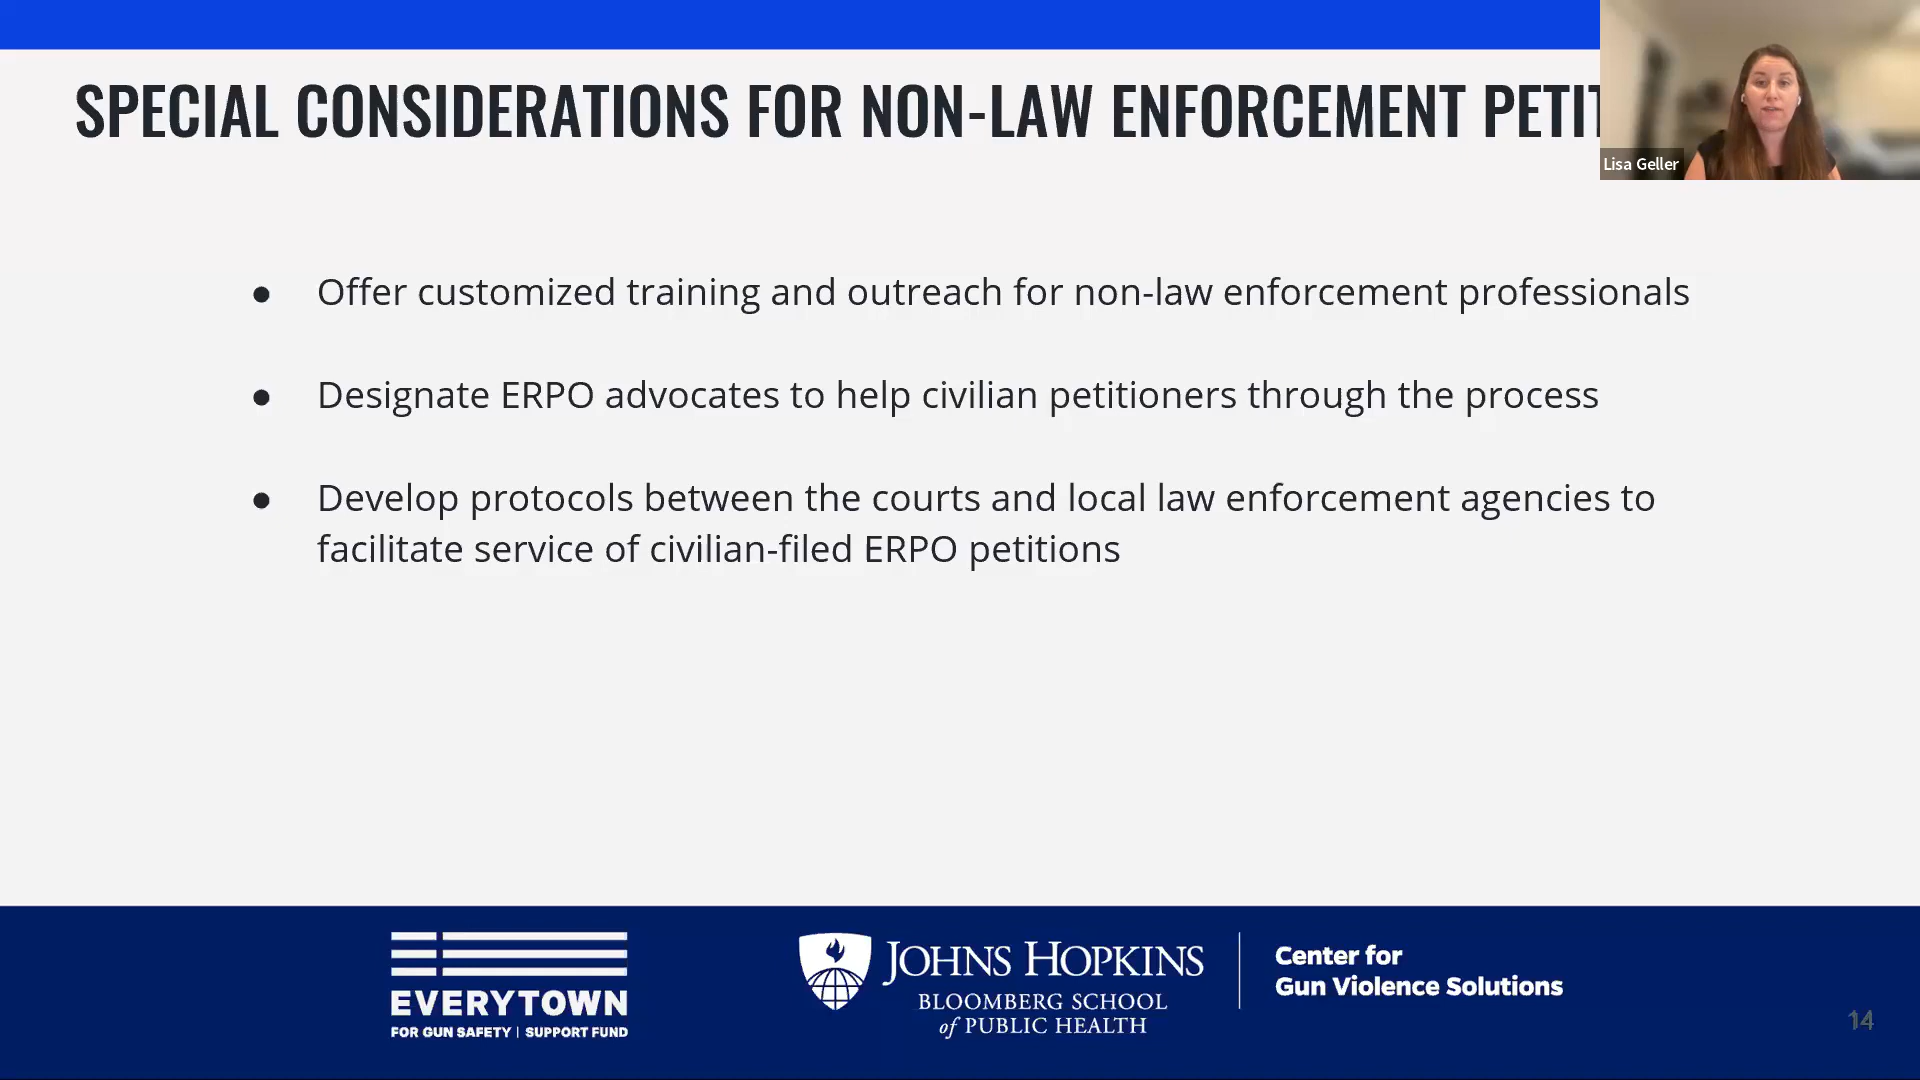 SPECIAL CONSIDERATIONS FOR NON-LAW ENFORCEMENT
Lisa Geller
● Offer customized training and outreach for non-law enforcement professionals
● Designate ERPO advocates to help civilian petitioners through the process
● Develop protocols between the courts and local law enforcement agencies to
facilitate service of civilian-filed ERPO petitions
EVERYTOWN
FOR GUN SAFETY | SUPPORT FUND
JOHNS HOPKINS
BLOOMBERG SCHOOL
of PUBLIC HEALTH
Center for
Gun Violence Solutions
14